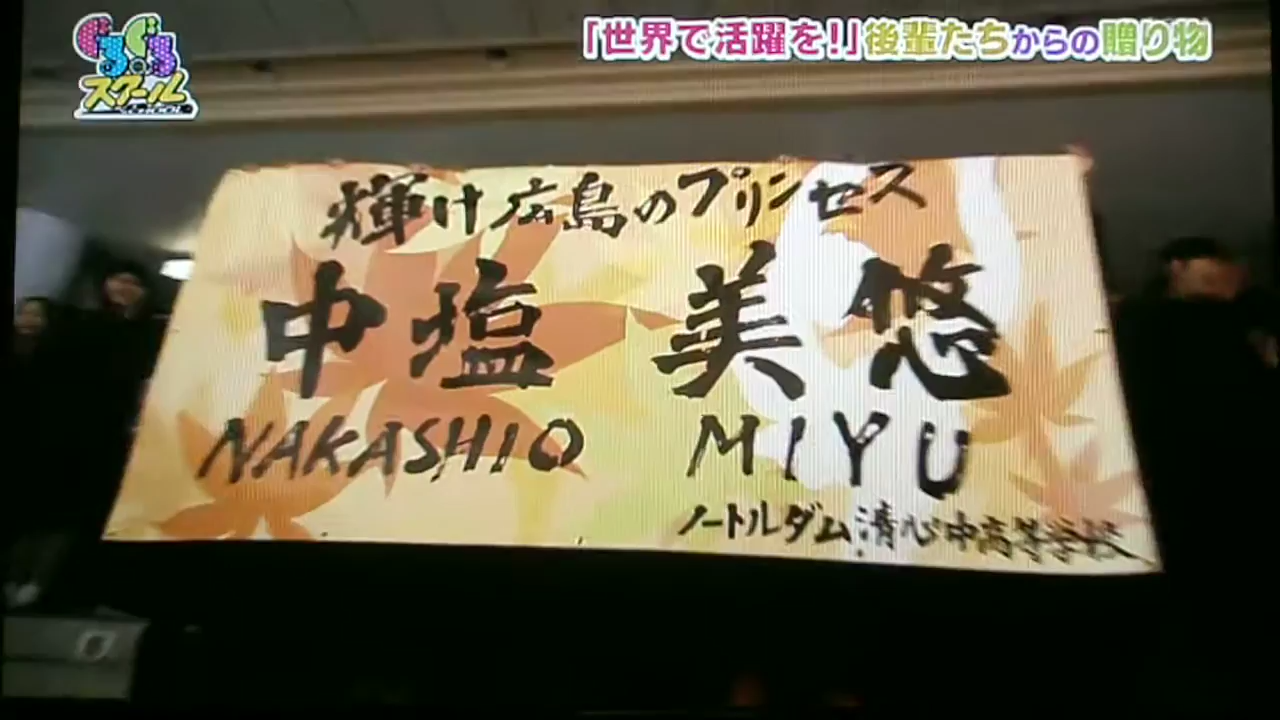 ぐるぐる
スクール
SCHOOL
「世界で活躍を!」後輩たちからの贈り物
輝け広島のプリンセス
中塩 美悠
NAKASHIO MIYU
ノートルダム清心中高等学校